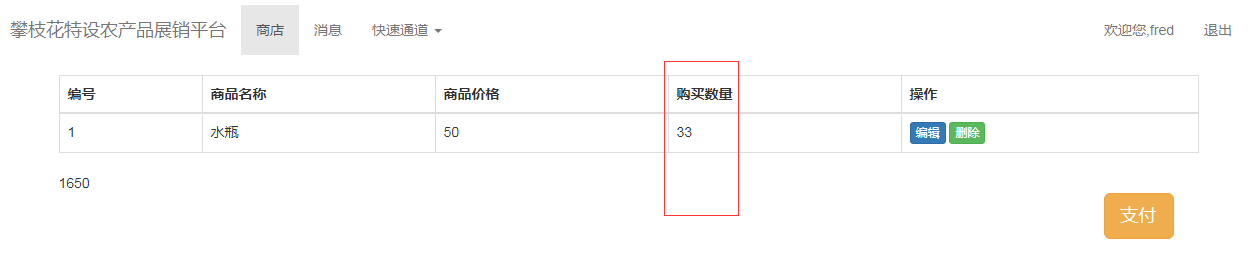 攀枝花特设农产品展销平台 商店 消息 快速通道 欢迎您,fred 退出
编号 商品名称 商品价格 购买数量 操作
1 水瓶 50 33 编辑 删除
1650
支付